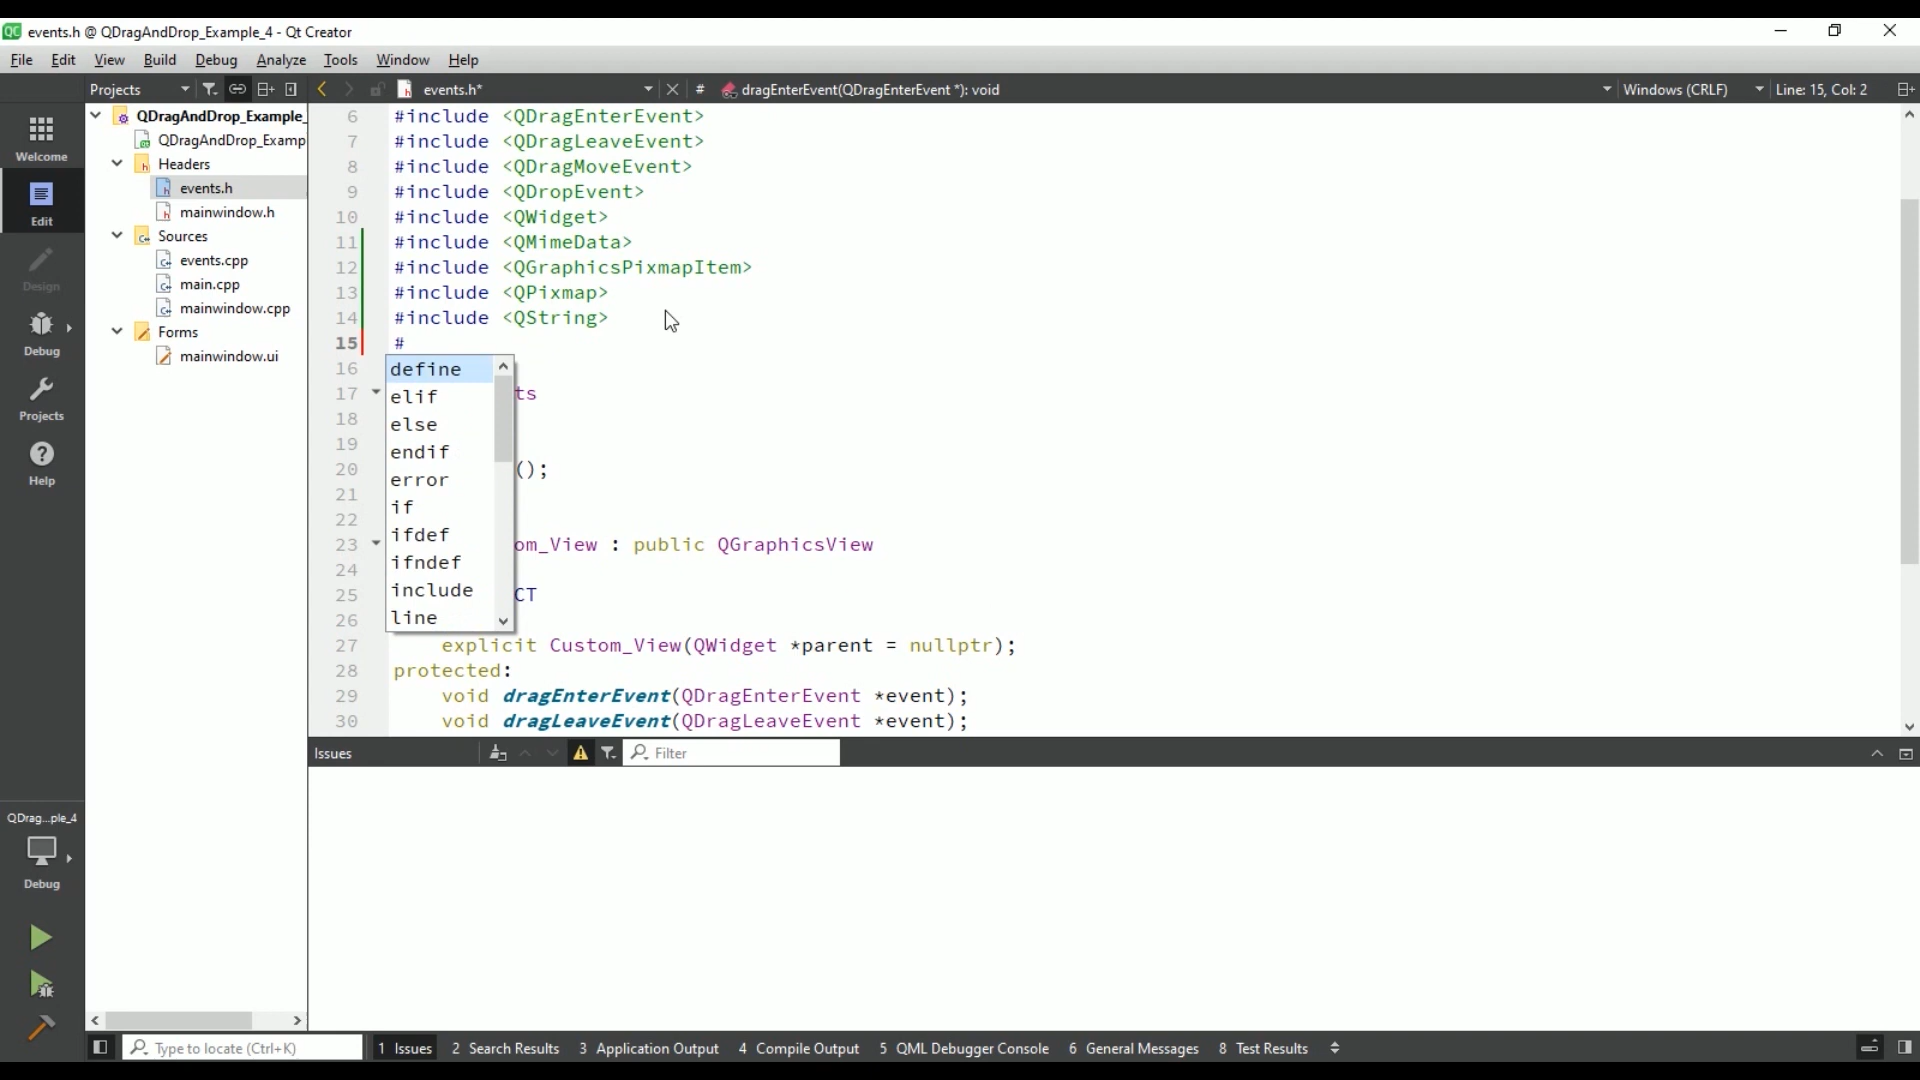 QC events.h @ QDragAndDrop_Example_4 - Qt Creator
File Edit View Build Debug Analyze Tools Window Help
Projects events.h* # dragEnterEvent(QDragEnterEvent *): void Windows (CRLF) Line: 15, Col: 2
Welcome
Edit
Design
Debug
Projects
Help
QDragAndDrop_Example_
QDragAndDrop_Examp
Headers
events.h
mainwindow.h
Sources
events.cpp
main.cpp
mainwindow.cpp
Forms
mainwindow.ui
6 #include <QDragEnterEvent>
7 #include <QDragLeaveEvent>
8 #include <QDragMoveEvent>
9 #include <QDropEvent>
10 #include <QWidget>
11 #include <QMimeData>
12 #include <QGraphicsPixmapItem>
13 #include <QPixmap>
14 #include <QString>
15 #
16
17 ts
18
19
20 ();
21
22
23 om_View : public QGraphicsView
24
25 CT
26
27 explicit Custom_View(QWidget *parent = nullptr);
28 protected:
29 void dragEnterEvent(QDragEnterEvent *event);
30 void dragLeaveEvent(QDragLeaveEvent *event);
define
elif
else
endif
error
if
ifdef
ifndef
include
line
Issues Filter
QDrag...ple_4
Debug
Type to locate (Ctrl+K) 1 Issues 2 Search Results 3 Application Output 4 Compile Output 5 QML Debugger Console 6 General Messages 8 Test Results